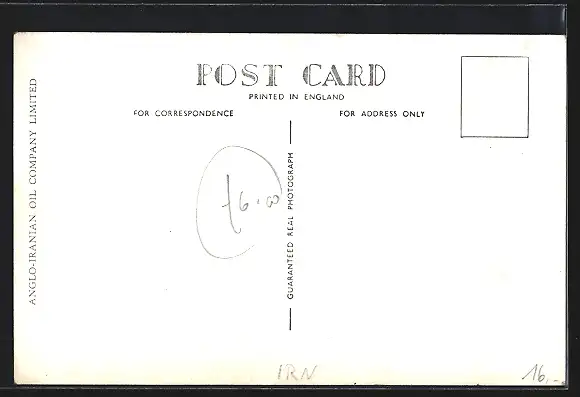 POST CARD
PRINTED IN ENGLAND
FOR CORRESPONDENCE
FOR ADDRESS ONLY
ANGLO-IRANIAN OIL COMPANY LIMITED
GUARANTEED REAL PHOTOGRAPH
IRN
16,-